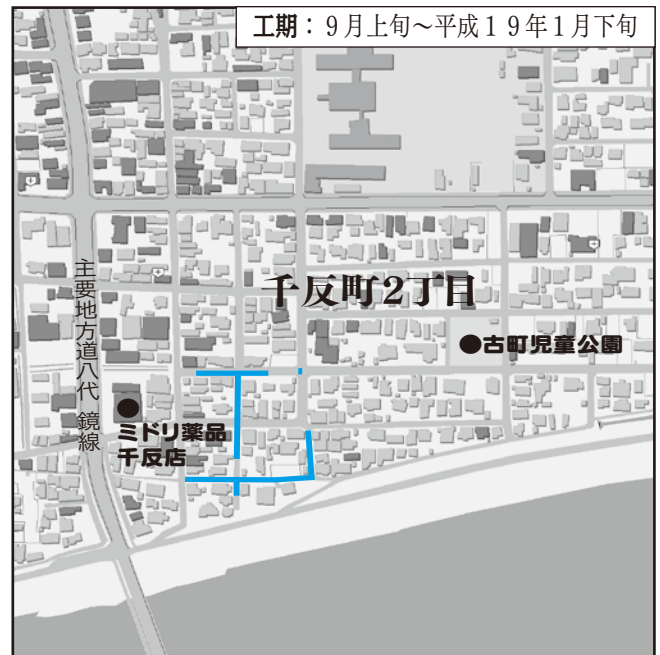 工期：９月上旬～平成１９年１月下旬
主要地方道八代 鏡線
千反町2丁目
●古町児童公園
ミドリ薬品
千反店